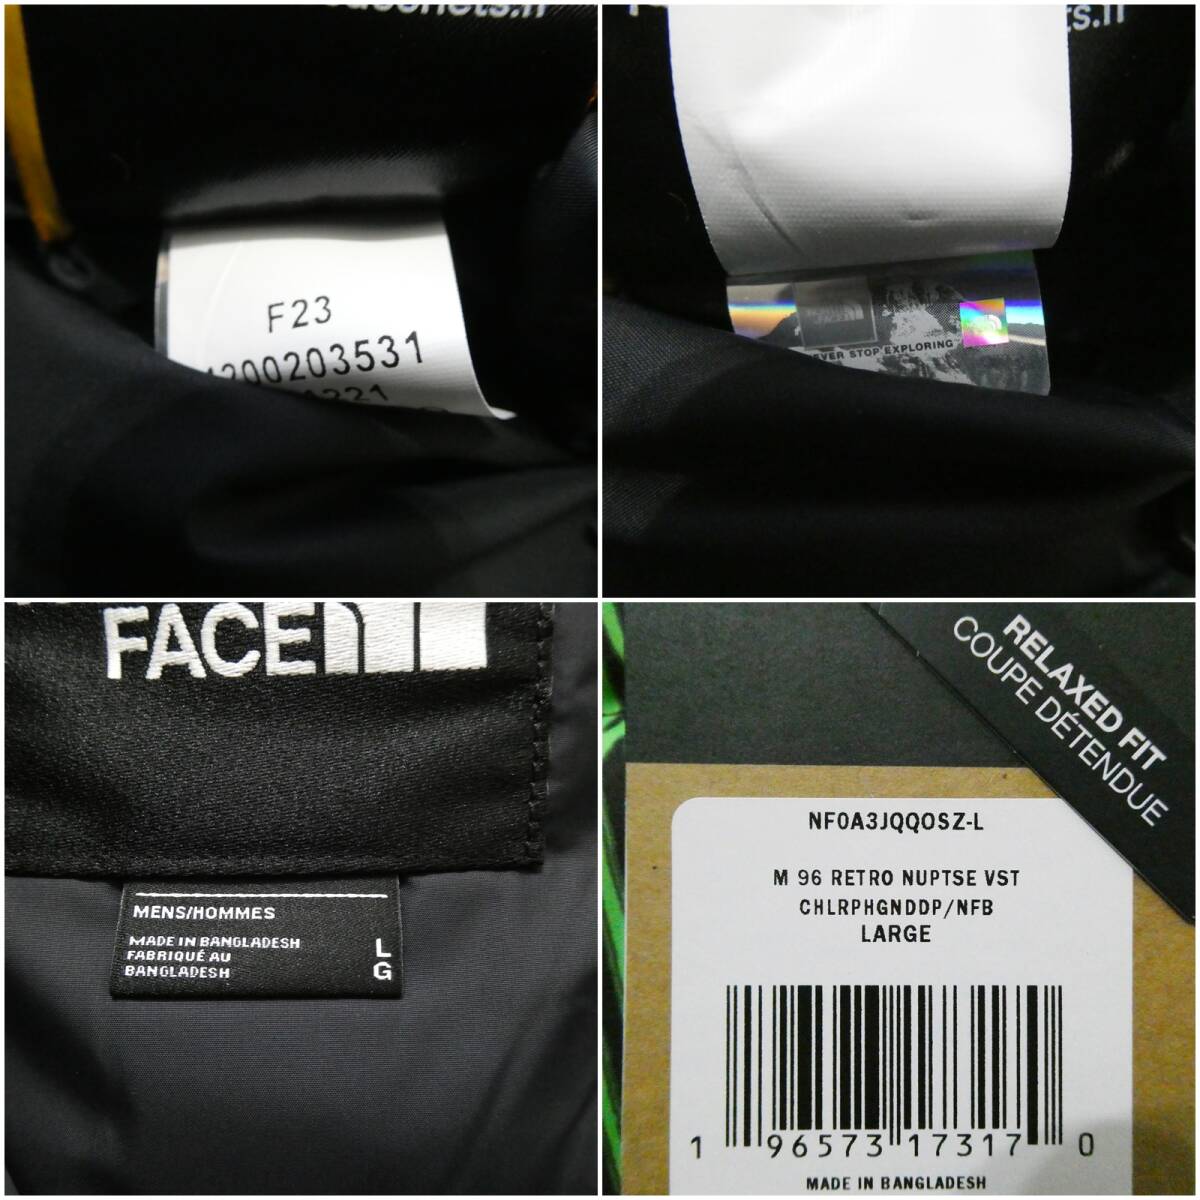 F23
200203531
EVER STOP EXPLORING™
FACE
MENS/HOMMES
MADE IN BANGLADESH
FABRIQUÉ AU
BANGLADESH
L
G
RELAXED FIT
COUPE DÉTENDUE
NF0A3JQQOSZ-L
M 96 RETRO NUPTSE VST
CHLRPHGNDDP/NFB
LARGE
1 96573 17317 0
MADE IN BANGLADESH